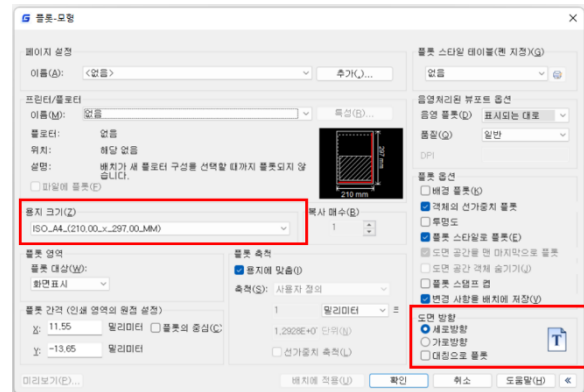 플롯-모형
페이지 설정
이름(A): <없음> 추가(.)...
프린터/플로터
이름(M): 없음 특성(R)...
플로터: 없음
위치: 해당 없음
설명: 배치가 새 플로터 구성을 선택할 때까지 플롯되지 않습니다.
파일에 플롯(F)
297 mm
210 mm
용지 크기(Z)
ISO_A4_(210.00_x_297.00_MM)
복사 매수(B)
1
플롯 영역
플롯 대상(W):
화면표시
플롯 간격 (인쇄 영역의 원점 설정)
X: 11.55 밀리미터 플롯의 중심(C)
Y: -13.65 밀리미터
플롯 축척
용지에 맞춤(I)
축척(S): 사용자 정의
1 밀리미터 =
1.2928E+0 단위(N)
선가중치 축척(L)
플롯 스타일 테이블(펜 지정)(G)
없음
음영처리된 뷰포트 옵션
음영 플롯(D) 표시되는 대로
품질(Q) 일반
DPI
플롯 옵션
배경 플롯(K)
객체의 선가중치 플롯
투명도
플롯 스타일로 플롯(E)
도면 공간을 맨 마지막으로 플롯
도면 공간 객체 숨기기(J)
플롯 스탬프 켬
변경 사항을 배치에 저장(V)
도면 방향
세로방향
가로방향
대칭으로 플롯
T
미리보기(P)... 배치에 적용(U) 확인 취소 도움말(H) «